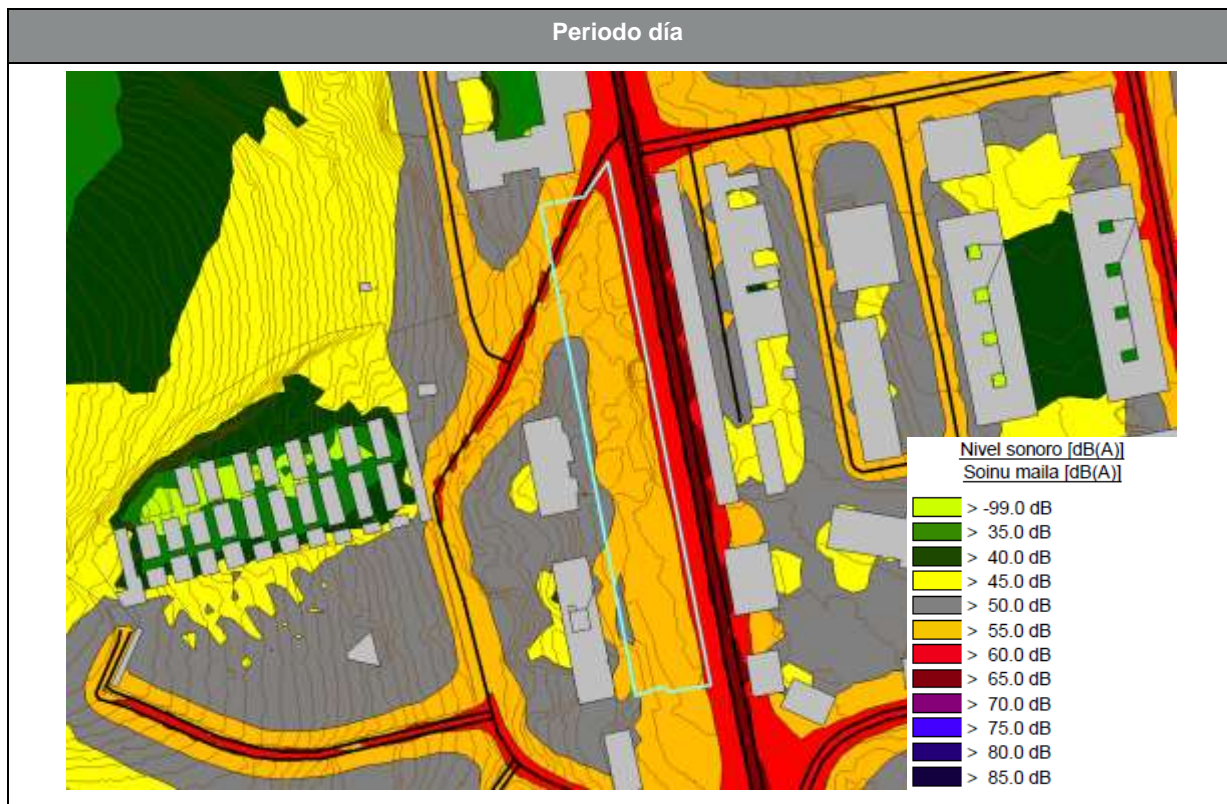 Periodo día
Nivel sonoro [dB(A)]
Soinu maila [dB(A)]
> -99.0 dB
> 35.0 dB
> 40.0 dB
> 45.0 dB
> 50.0 dB
> 55.0 dB
> 60.0 dB
> 65.0 dB
> 70.0 dB
> 75.0 dB
> 80.0 dB
> 85.0 dB